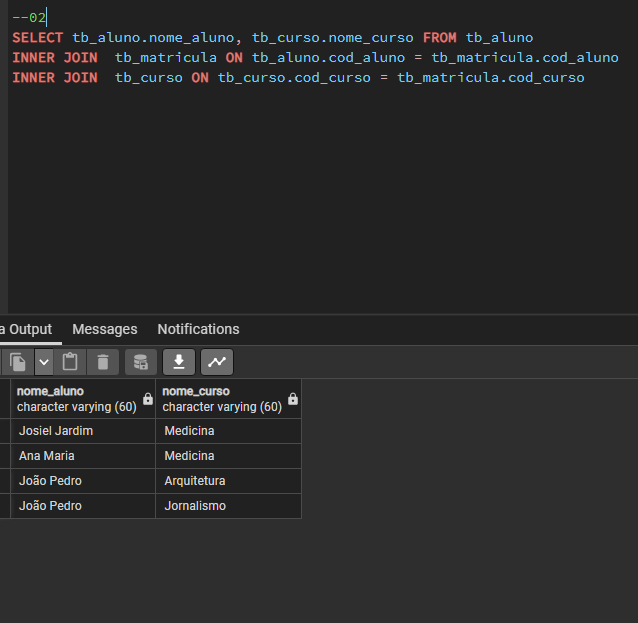 --02
SELECT tb_aluno.nome_aluno, tb_curso.nome_curso FROM tb_aluno
INNER JOIN  tb_matricula ON tb_aluno.cod_aluno = tb_matricula.cod_aluno
INNER JOIN  tb_curso ON tb_curso.cod_curso = tb_matricula.cod_curso
a Output Messages Notifications
nome_aluno nome_curso
character varying (60) character varying (60)
Josiel Jardim Medicina
Ana Maria Medicina
João Pedro Arquitetura
João Pedro Jornalismo